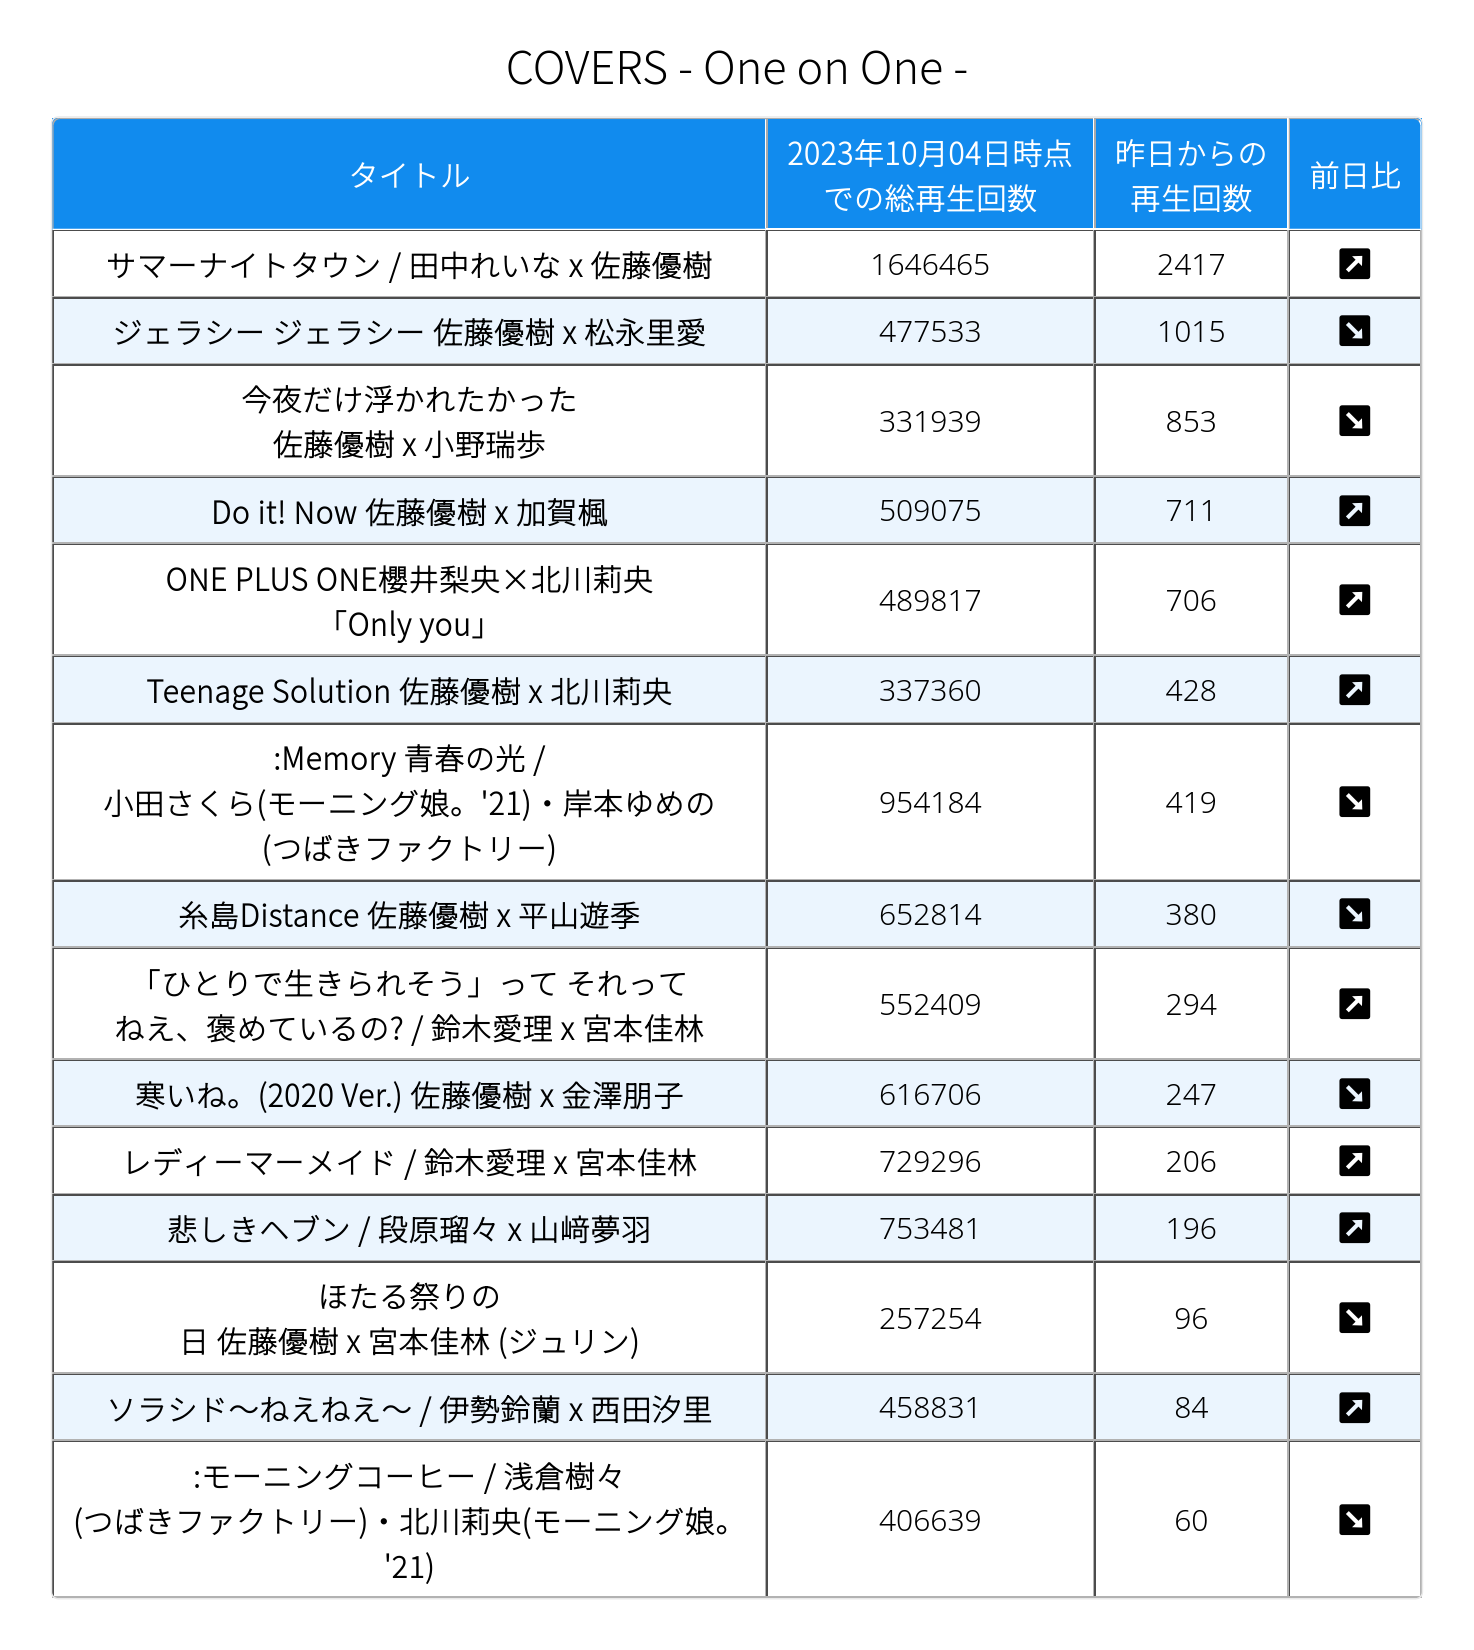 COVERS - One on One -
タイトル
2023年10月04日時点
での総再生回数
昨日からの
再生回数
前日比
サマーナイトタウン / 田中れいな x 佐藤優樹
1646465
2417
ジェラシー ジェラシー 佐藤優樹 x 松永里愛
477533
1015
今夜だけ浮かれたかった
佐藤優樹 x 小野瑞歩
331939
853
Do it! Now 佐藤優樹 x 加賀楓
509075
711
ONE PLUS ONE櫻井梨央×北川莉央
「Only you」
489817
706
Teenage Solution 佐藤優樹 x 北川莉央
337360
428
:Memory 青春の光 /
小田さくら(モーニング娘。'21)・岸本ゆめの
(つばきファクトリー)
954184
419
糸島Distance 佐藤優樹 x 平山遊季
652814
380
「ひとりで生きられそう」って それって
ねえ、褒めているの? / 鈴木愛理 x 宮本佳林
552409
294
寒いね。(2020 Ver.) 佐藤優樹 x 金澤朋子
616706
247
レディーマーメイド / 鈴木愛理 x 宮本佳林
729296
206
悲しきヘブン / 段原瑠々 x 山﨑夢羽
753481
196
ほたる祭りの
日 佐藤優樹 x 宮本佳林 (ジュリン)
257254
96
ソラシド〜ねえねえ〜 / 伊勢鈴蘭 x 西田汐里
458831
84
:モーニングコーヒー / 浅倉樹々
(つばきファクトリー)・北川莉央(モーニング娘。
'21)
406639
60